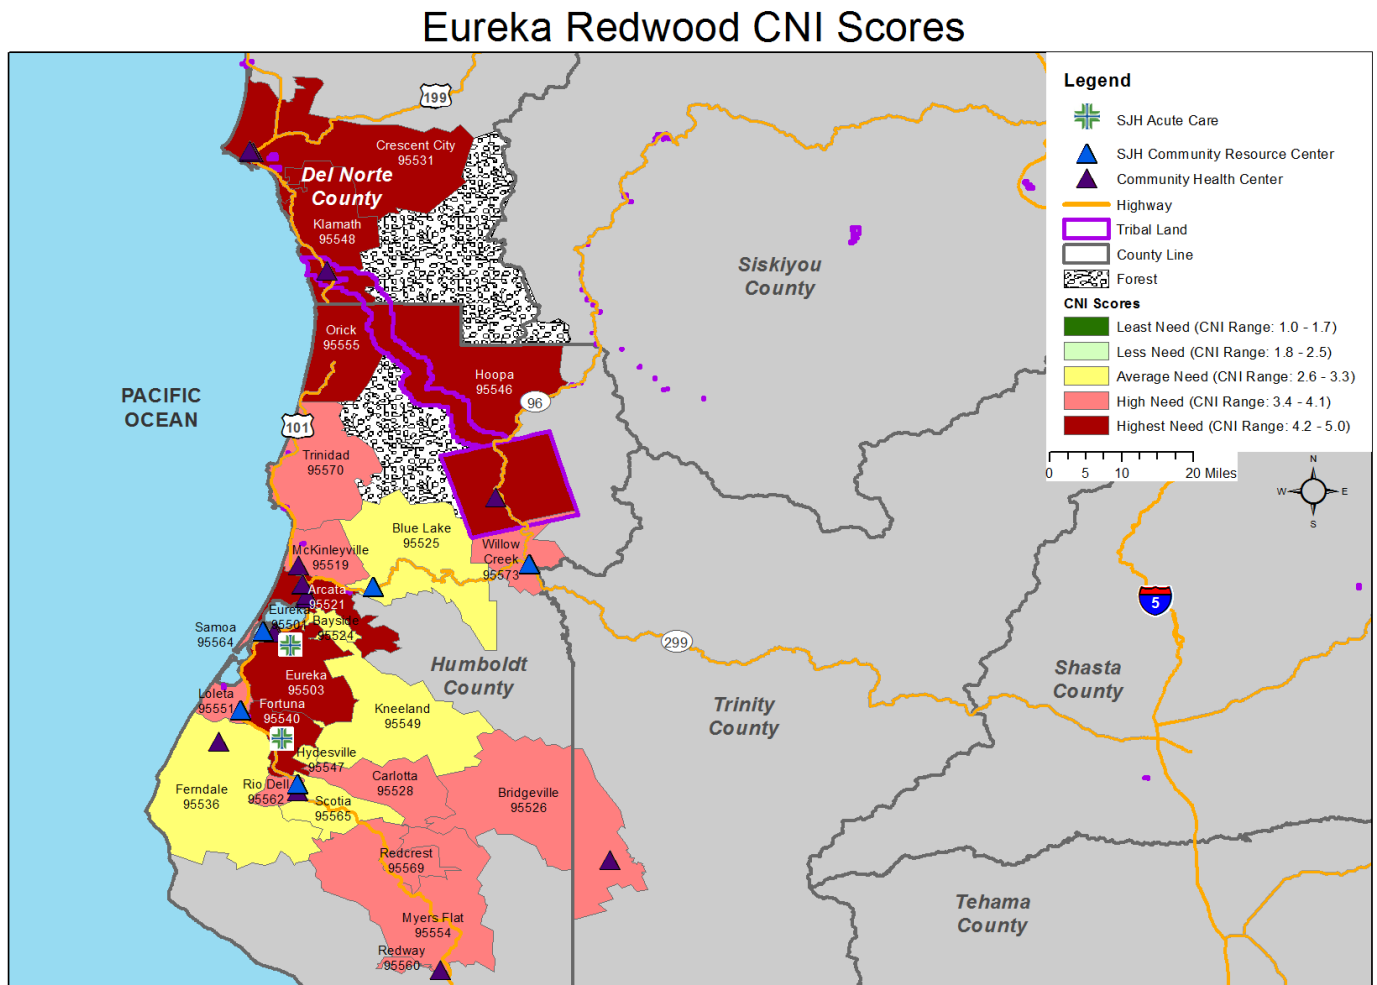 Eureka Redwood CNI Scores
199
Crescent City
95531
Del Norte
County
Klamath
95548
Orick
95555
Hoopa
95546
96
PACIFIC
OCEAN
101
Trinidad
95570
Siskiyou
County
Blue Lake
95525
McKinleyville
95519
Willow
Creek
95573
Arcata
95521
Eureka
95501
Bayside
95524
Samoa
95564
Eureka
95503
Humboldt
County
299
Loleta
95551
Fortuna
95540
Kneeland
95549
Trinity
County
Shasta
County
5
Hydesville
95547
Ferndale
95536
Rio Dell
95562
Carlotta
95528
Scotia
95565
Bridgeville
95526
Redcrest
95569
Myers Flat
95554
Redway
95560
Tehama
County
Legend
SJH Acute Care
SJH Community Resource Center
Community Health Center
Highway
Tribal Land
County Line
Forest
CNI Scores
Least Need (CNI Range: 1.0 - 1.7)
Less Need (CNI Range: 1.8 - 2.5)
Average Need (CNI Range: 2.6 - 3.3)
High Need (CNI Range: 3.4 - 4.1)
Highest Need (CNI Range: 4.2 - 5.0)
0 5 10 20 Miles
N
W E
S